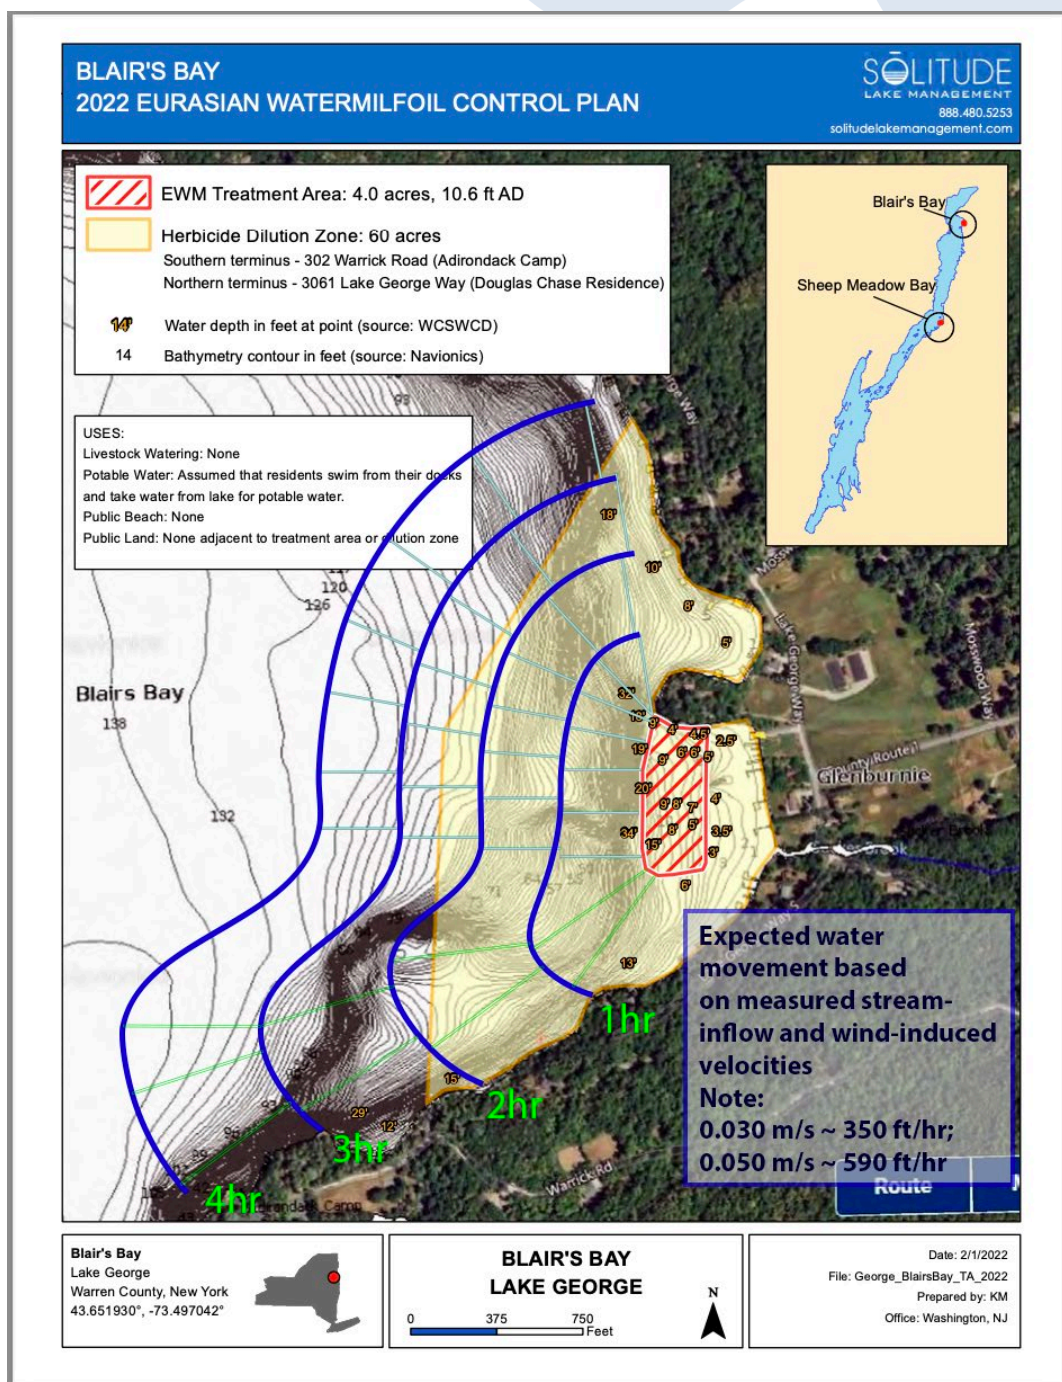 BLAIR'S BAY
2022 EURASIAN WATERMILFOIL CONTROL PLAN
SOLITUDE
LAKE MANAGEMENT
888.480.5253
solitudelakemanagement.com
EWM Treatment Area: 4.0 acres, 10.6 ft AD
Herbicide Dilution Zone: 60 acres
Southern terminus - 302 Warrick Road (Adirondack Camp)
Northern terminus - 3061 Lake George Way (Douglas Chase Residence)
14' Water depth in feet at point (source: WCSWCD)
14 Bathymetry contour in feet (source: Navionics)
Blair's Bay
Sheep Meadow Bay
USES:
Livestock Watering: None
Potable Water: Assumed that residents swim from their docks
and take water from lake for potable water.
Public Beach: None
Public Land: None adjacent to treatment area or dilution zone
93
18'
10'
8'
5'
120
126
Blairs Bay
138
132
32'
19'
9'
4'
4.5'
2.5'
9'
6'
6'
5'
20'
9'
8'
7'
4'
34'
15'
8'
5'
3.5'
3'
6'
13'
15'
29'
12'
Lake George Way
Mosswood Way
County Route 1
Glenburnie
Warrick Rd
Route
1hr
2hr
3hr
4hr
Expected water
movement based
on measured stream-
inflow and wind-induced
velocities
Note:
0.030 m/s ~ 350 ft/hr;
0.050 m/s ~ 590 ft/hr
Blair's Bay
Lake George
Warren County, New York
43.651930°, -73.497042°
BLAIR'S BAY
LAKE GEORGE
0 375 750
Feet
N
Date: 2/1/2022
File: George_BlairsBay_TA_2022
Prepared by: KM
Office: Washington, NJ